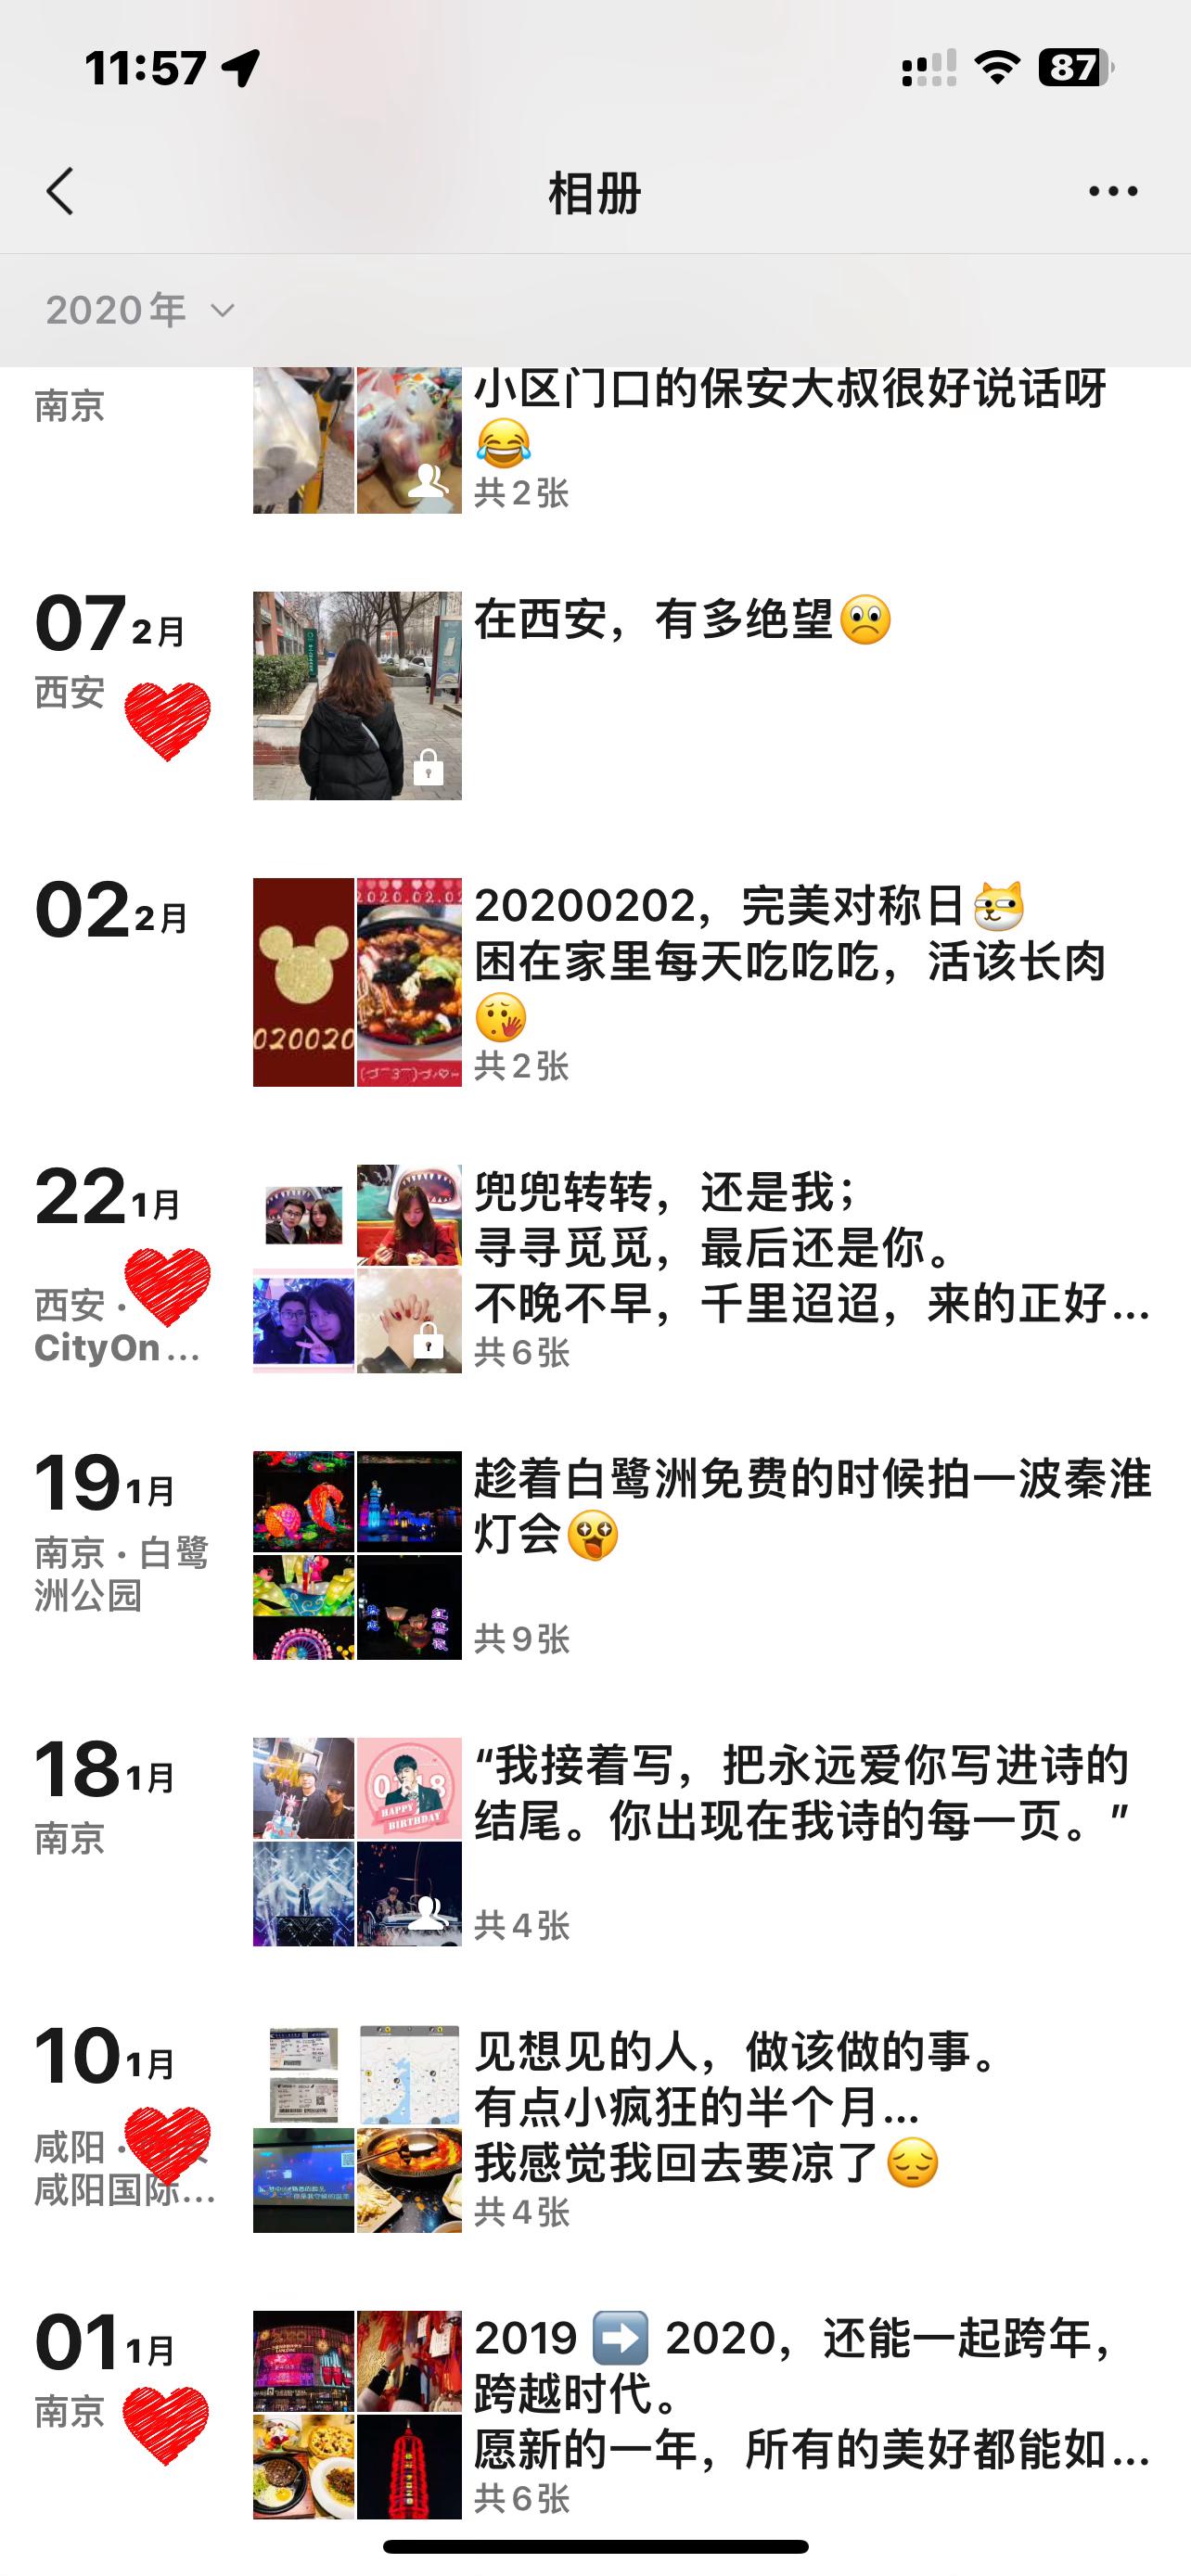 11:57
87
相册
2020年
南京
小区门口的保安大叔很好说话呀
😂
共2张
07 2月
西安
在西安，有多绝望🙁
02 2月
020020
2020.02.02
20200202，完美对称日
困在家里每天吃吃吃，活该长肉
共2张
22 1月
西安·
CityOn...
兜兜转转，还是我；
寻寻觅觅，最后还是你。
不晚不早，千里迢迢，来的正好...
共6张
19 1月
南京·白鹭
洲公园
趁着白鹭洲免费的时候拍一波秦淮
灯会
共9张
18 1月
南京
HAPPY
BIRTHDAY
“我接着写，把永远爱你写进诗的
结尾。你出现在我诗的每一页。”
共4张
10 1月
咸阳·
咸阳国际...
见想见的人，做该做的事。
有点小疯狂的半个月...
我感觉我回去要凉了😔
共4张
01 1月
南京
2019 ➡️ 2020，还能一起跨年，
跨越时代。
愿新的一年，所有的美好都能如...
共6张